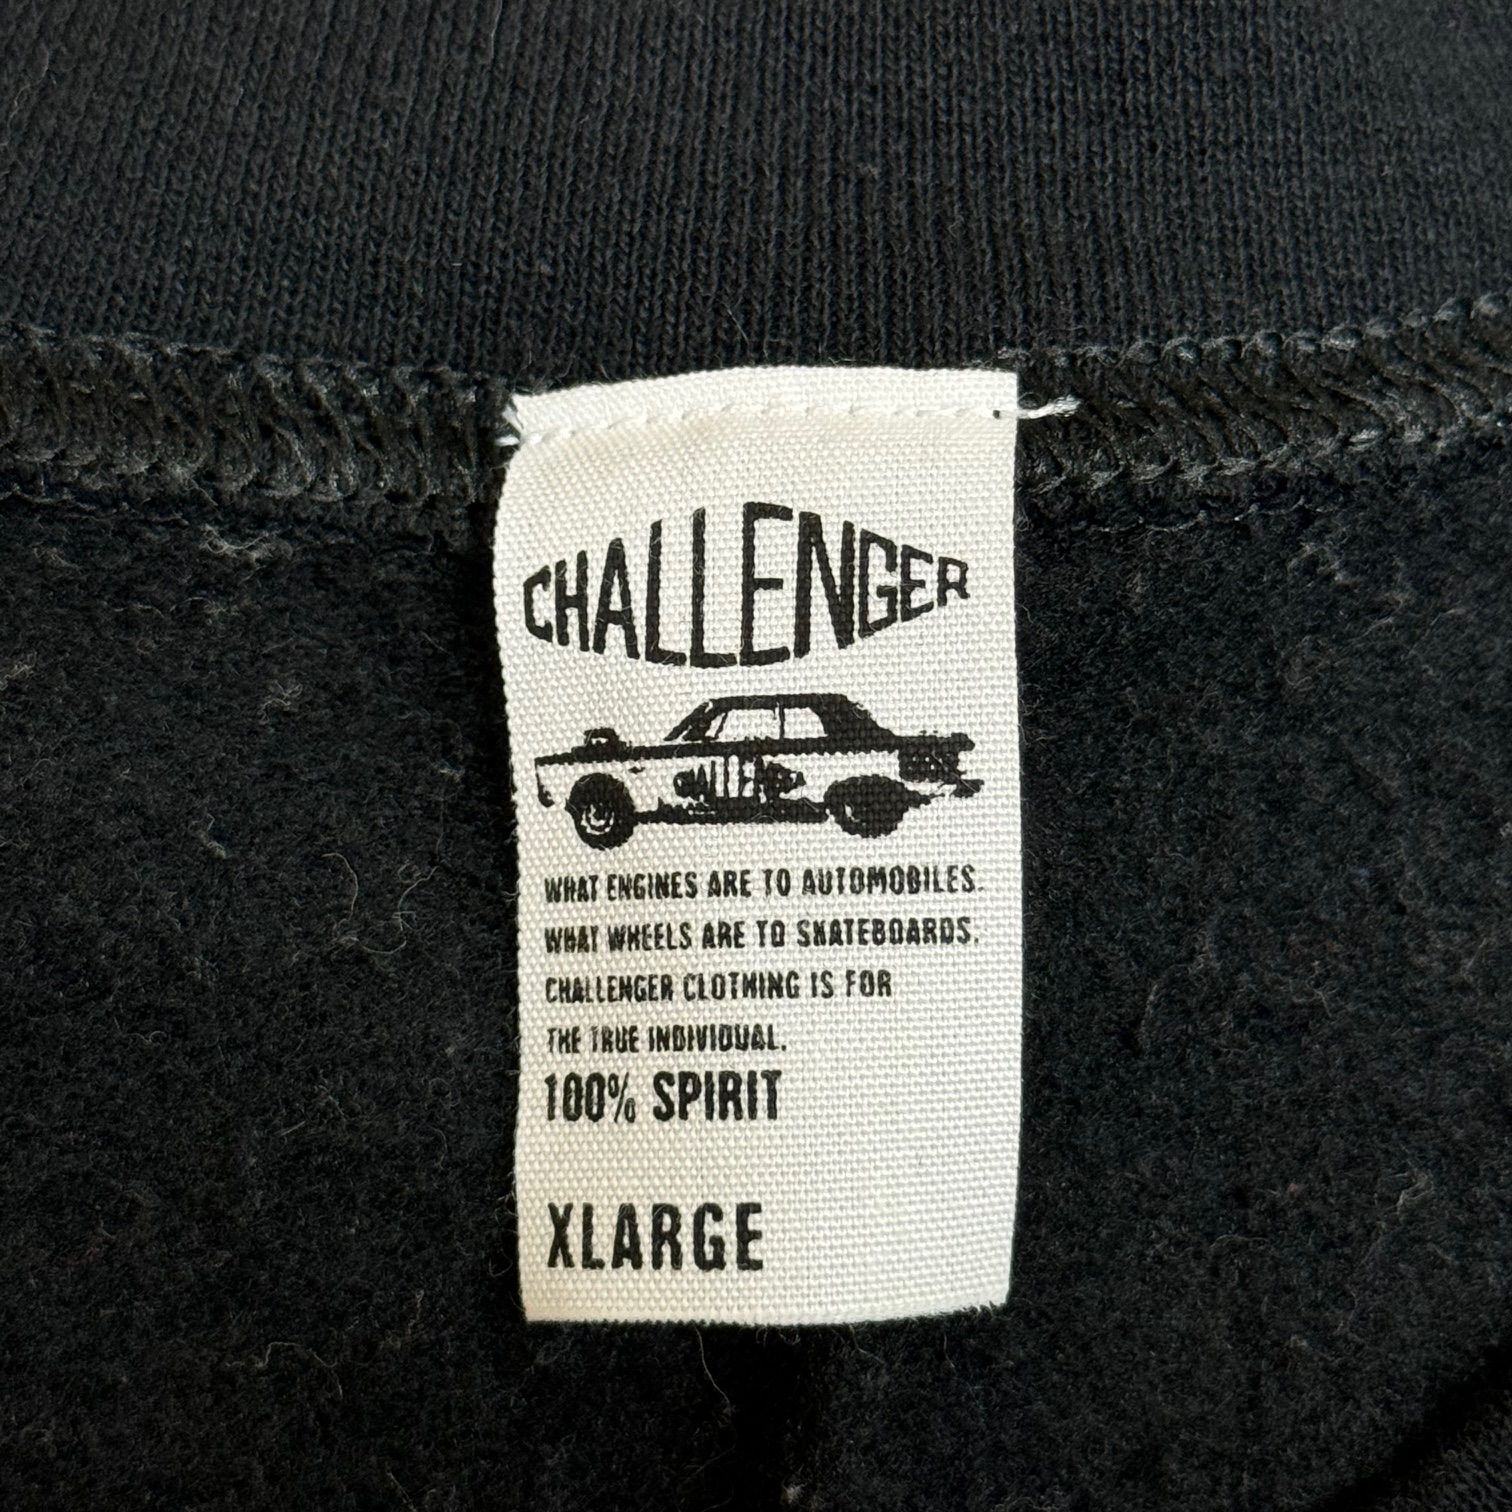 CHALLENGER
CHALLENGER
WHAT ENGINES ARE TO AUTOMOBILES.
WHAT WHEELS ARE TO SKATEBOARDS.
CHALLENGER CLOTHING IS FOR
THE TRUE INDIVIDUAL.
100% SPIRIT
XLARGE